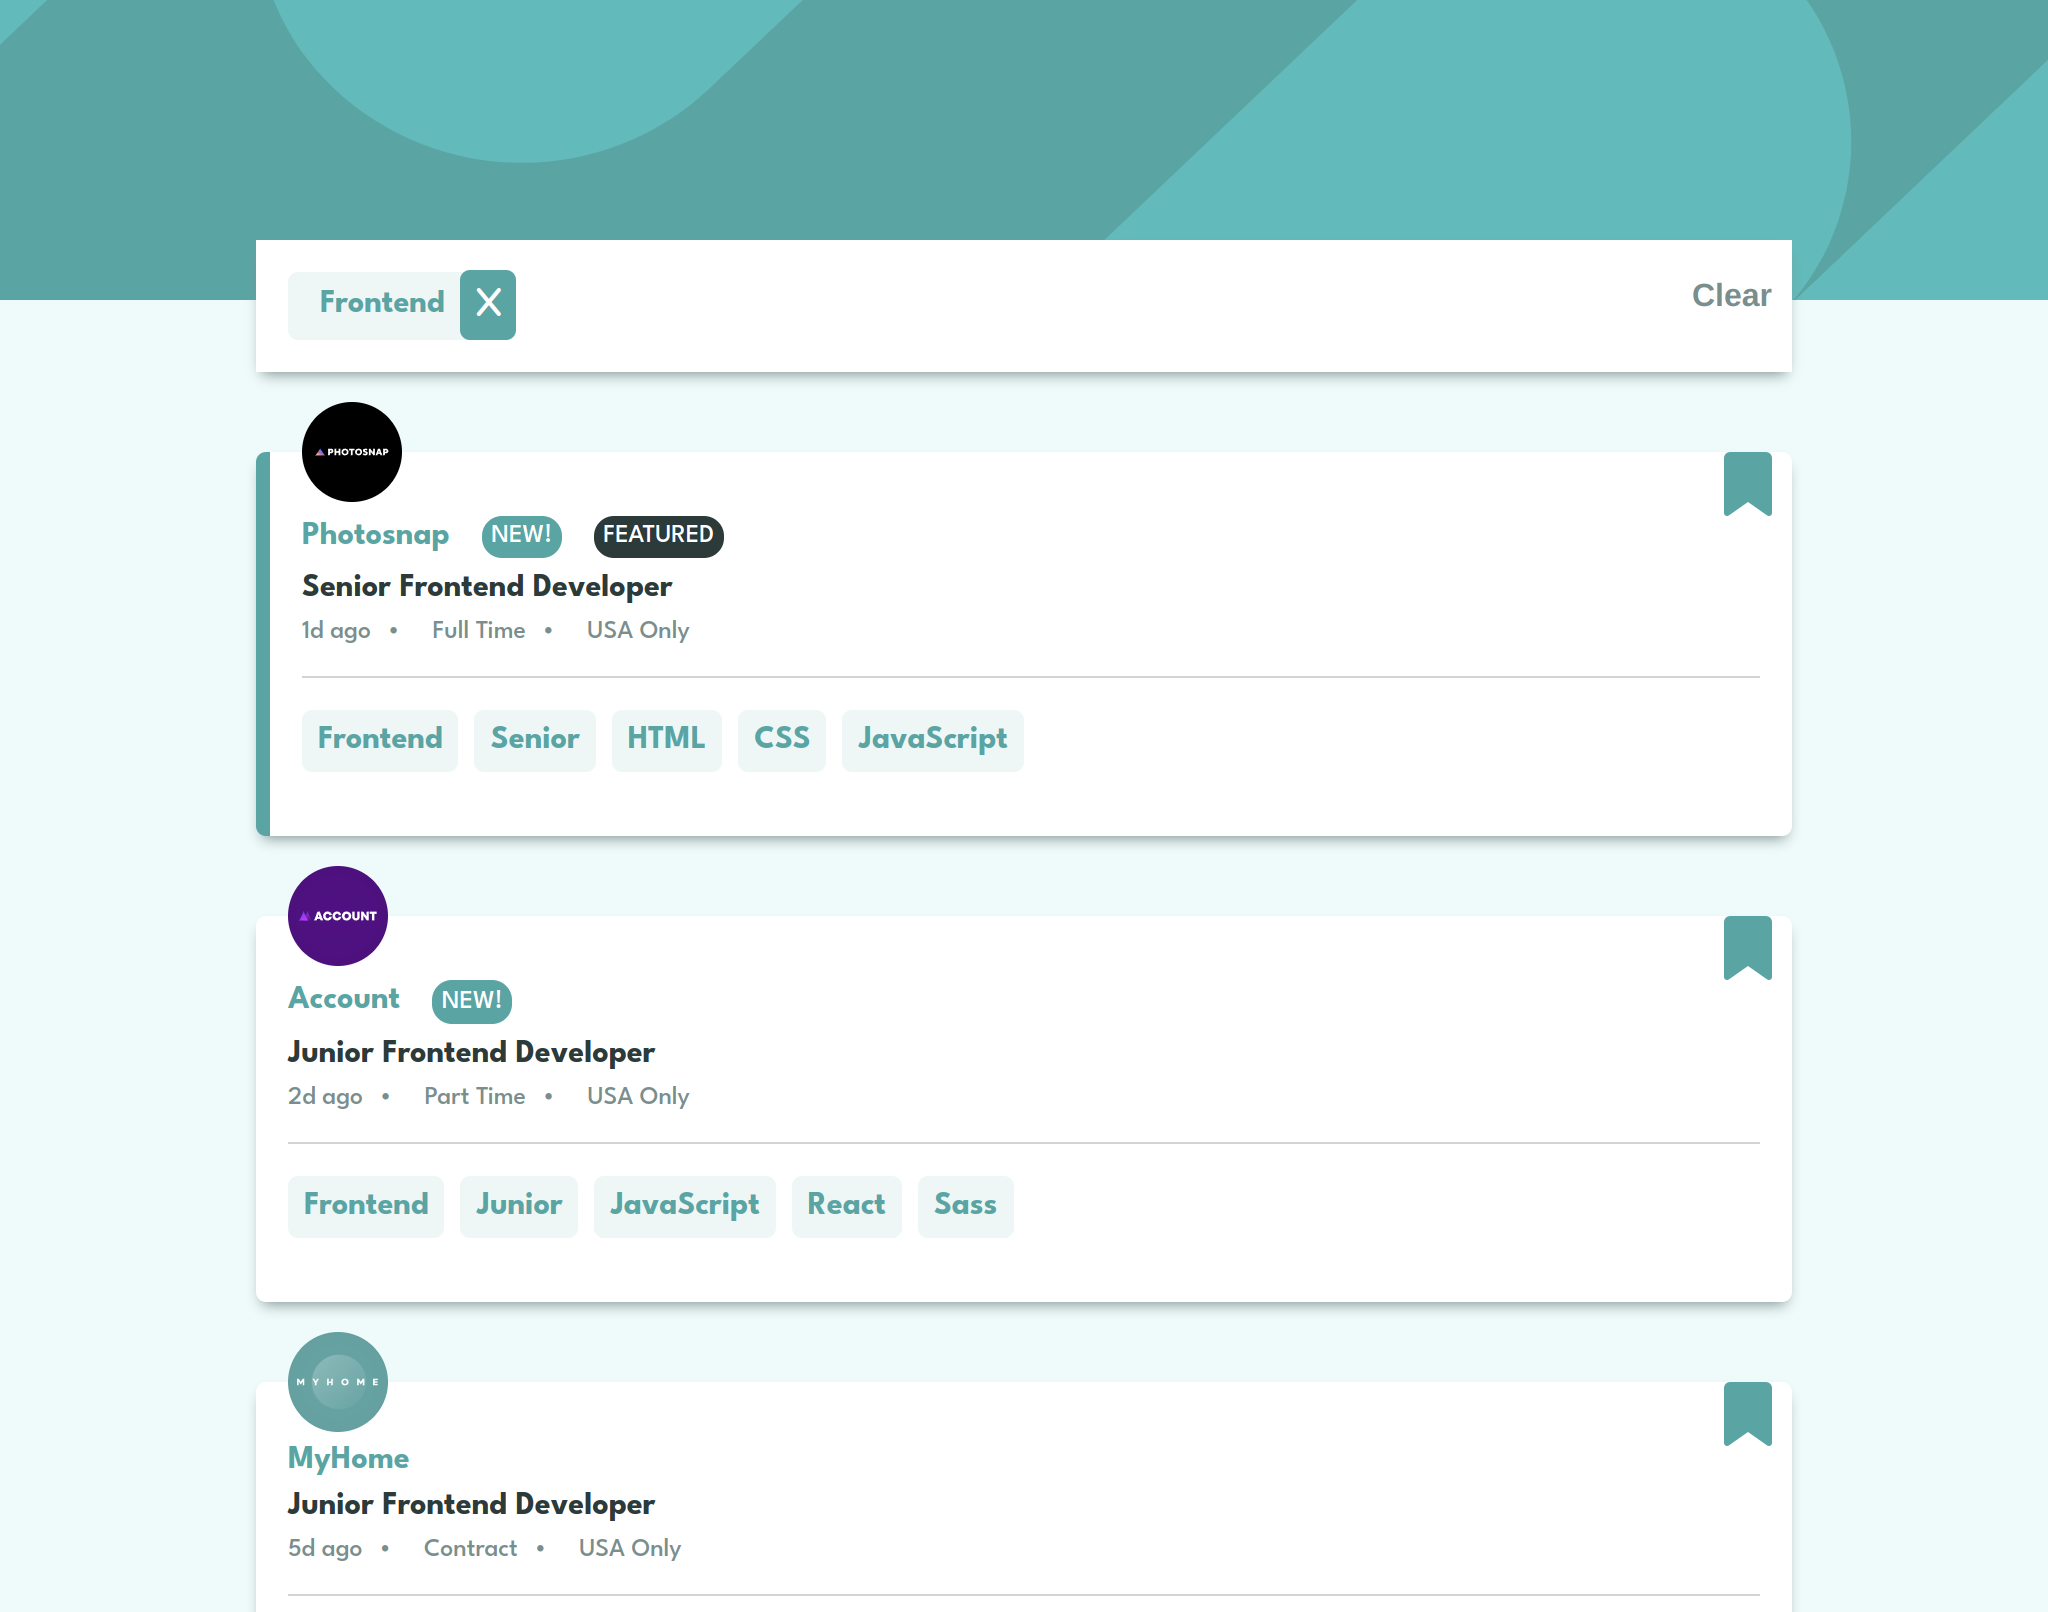 Frontend X Clear
PHOTOSNAP
Photosnap NEW! FEATURED
Senior Frontend Developer
1d ago • Full Time • USA Only
Frontend Senior HTML CSS JavaScript
ACCOUNT
Account NEW!
Junior Frontend Developer
2d ago • Part Time • USA Only
Frontend Junior JavaScript React Sass
MYHOME
MyHome
Junior Frontend Developer
5d ago • Contract • USA Only